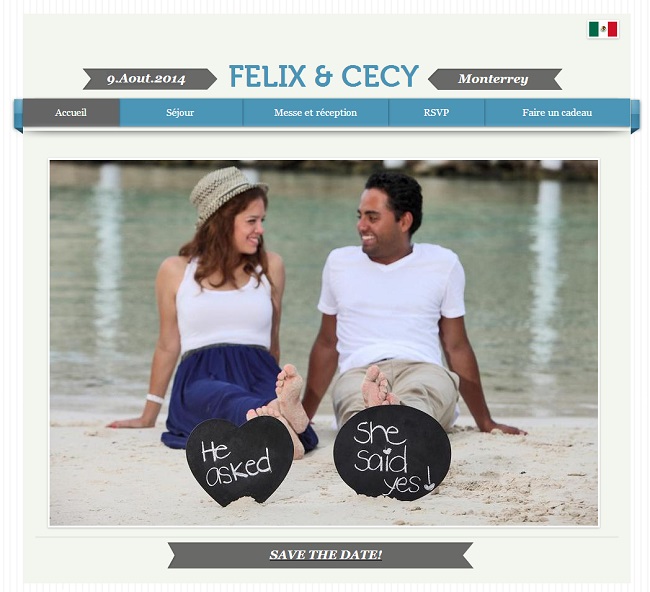 9.Aout.2014
FELIX & CECY
Monterrey
Accueil
Séjour
Messe et réception
RSVP
Faire un cadeau
He
asked
She
said
yes!
SAVE THE DATE!